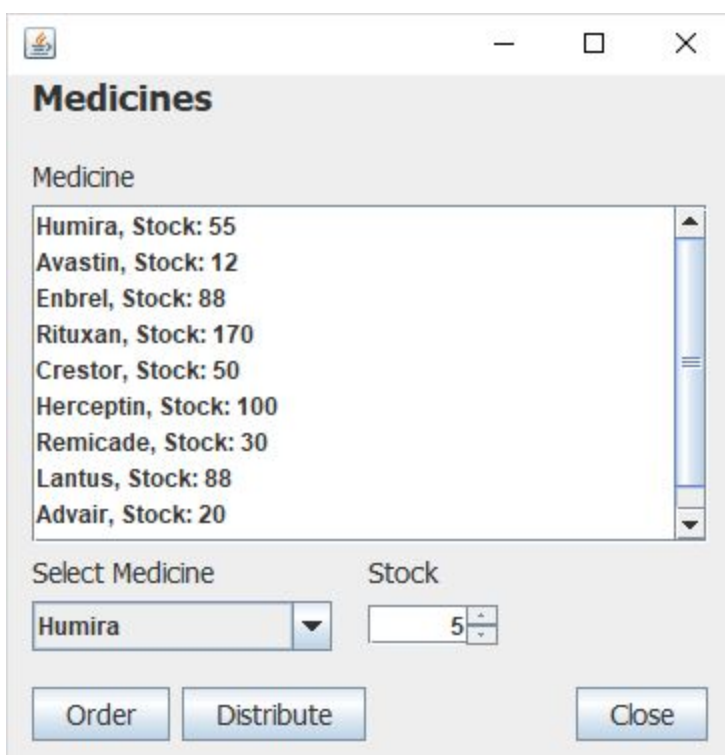 Medicines
Medicine
Humira, Stock: 55
Avastin, Stock: 12
Enbrel, Stock: 88
Rituxan, Stock: 170
Crestor, Stock: 50
Herceptin, Stock: 100
Remicade, Stock: 30
Lantus, Stock: 88
Advair, Stock: 20
Select Medicine Stock
Humira 5
Order Distribute Close